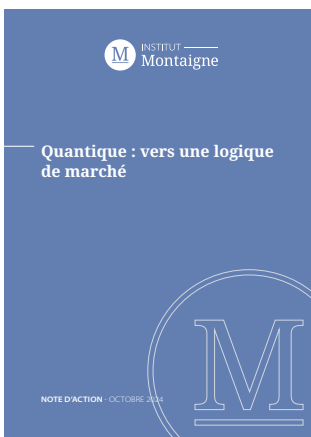 M
INSTITUT
Montaigne
Quantique : vers une logique
de marché
M
NOTE D'ACTION - OCTOBRE 2024